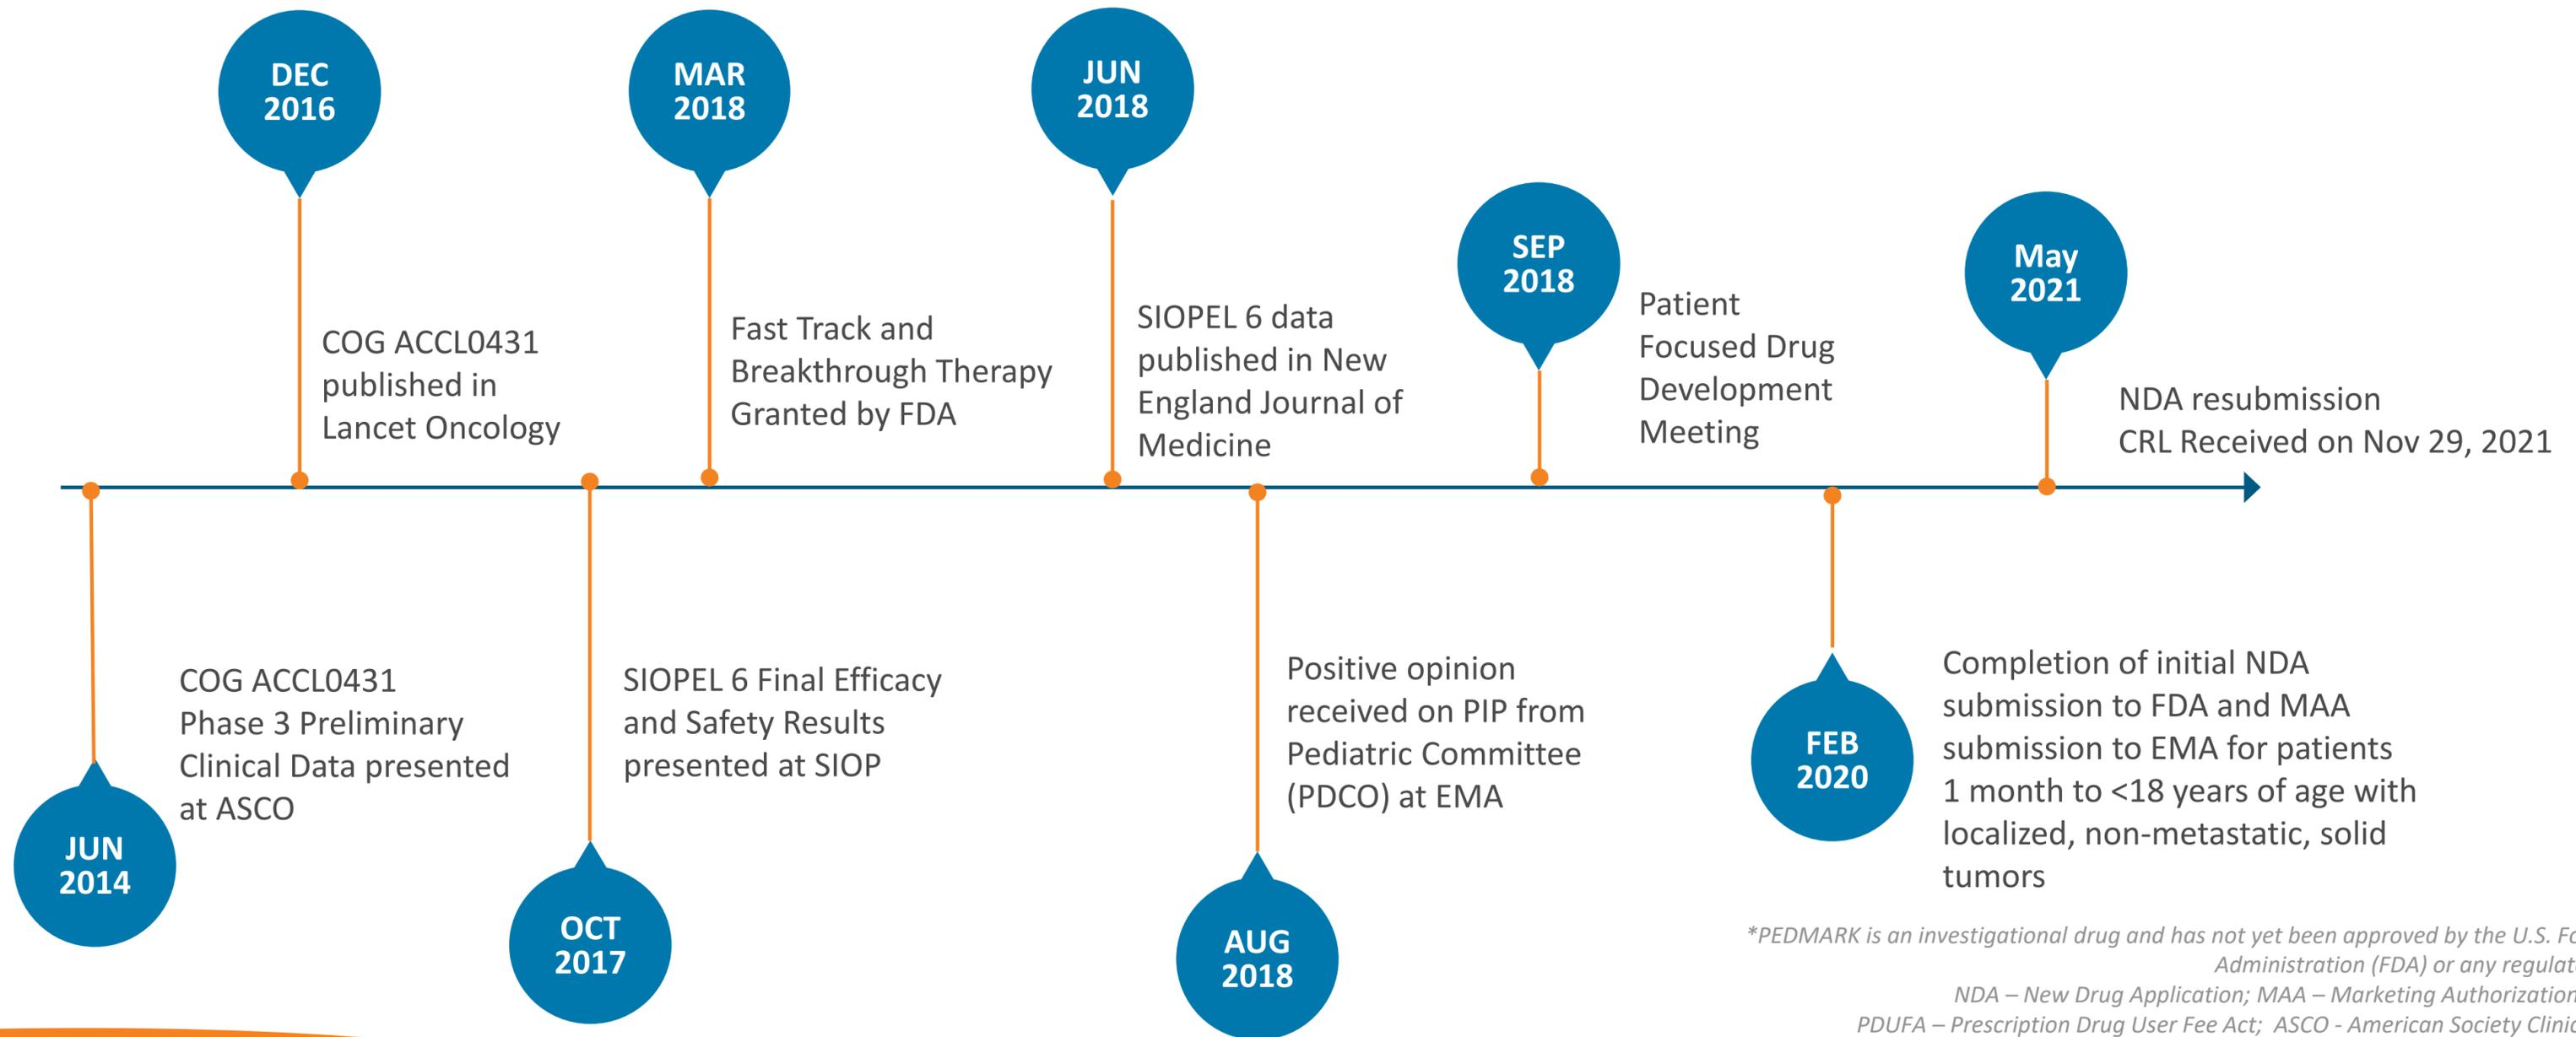 DEC
2016
COG ACCL0431
published in
Lancet Oncology
MAR
2018
Fast Track and
Breakthrough Therapy
Granted by FDA
JUN
2018
SIOPEL 6 data
published in New
England Journal of
Medicine
SEP
2018
Patient
Focused Drug
Development
Meeting
May
2021
NDA resubmission
CRL Received on Nov 29, 2021
JUN
2014
COG ACCL0431
Phase 3 Preliminary
Clinical Data presented
at ASCO
OCT
2017
SIOPEL 6 Final Efficacy
and Safety Results
presented at SIOP
AUG
2018
Positive opinion
received on PIP from
Pediatric Committee
(PDCO) at EMA
FEB
2020
Completion of initial NDA
submission to FDA and MAA
submission to EMA for patients
1 month to <18 years of age with
localized, non-metastatic, solid
tumors
*PEDMARK is an investigational drug and has not yet been approved by the U.S.
Administration (FDA) or any
NDA – New Drug Application; MAA – Marketing Authorization
PDUFA – Prescription Drug User Fee Act; ASCO - American Society